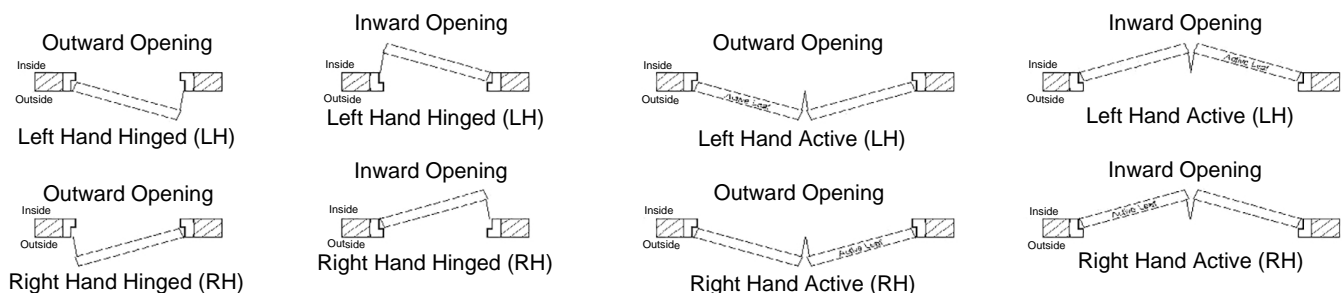 Outward Opening
Inside
Outside
Left Hand Hinged (LH)
Inward Opening
Inside
Outside
Left Hand Hinged (LH)
Outward Opening
Inside
Outside
Active Leaf
Left Hand Active (LH)
Inward Opening
Inside
Outside
Active Leaf
Left Hand Active (LH)
Outward Opening
Inside
Outside
Right Hand Hinged (RH)
Inward Opening
Inside
Outside
Right Hand Hinged (RH)
Outward Opening
Inside
Outside
Active Leaf
Right Hand Active (RH)
Inward Opening
Inside
Outside
Active Leaf
Right Hand Active (RH)